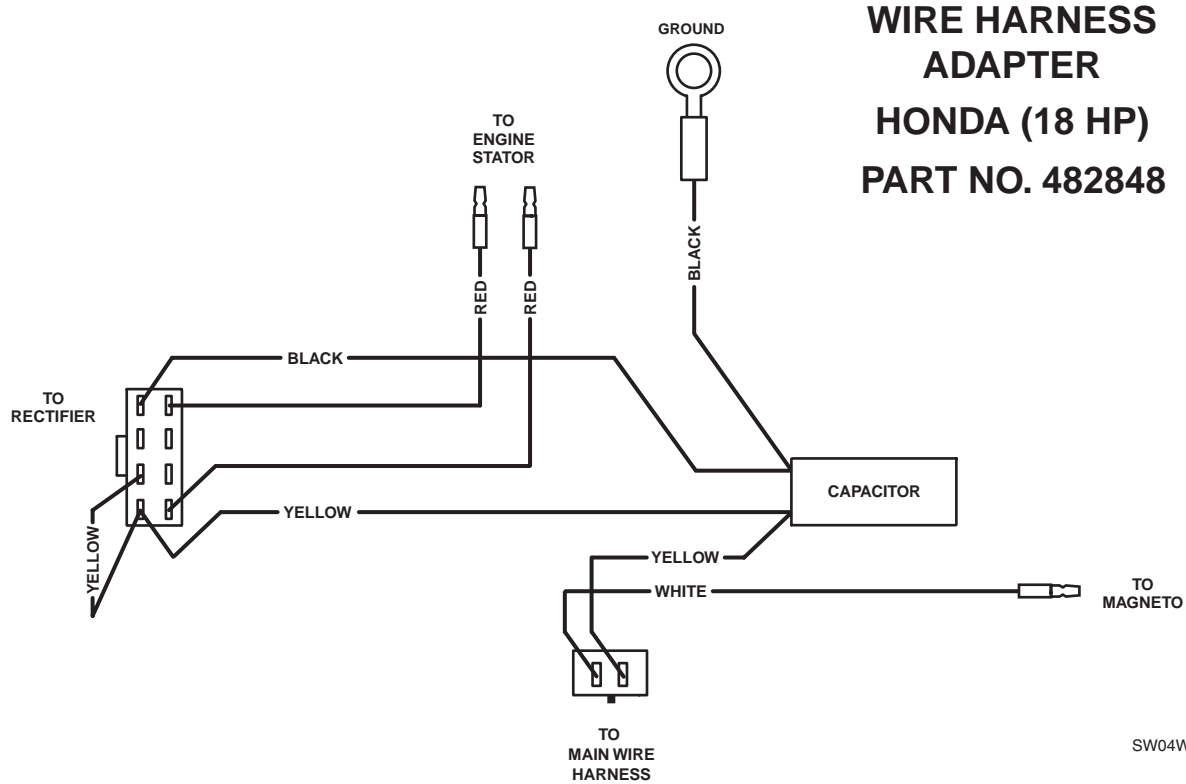 WIRE HARNESS
ADAPTER
HONDA (18 HP)
PART NO. 482848
GROUND
TO
ENGINE
STATOR
BLACK
RED
RED
BLACK
TO
RECTIFIER
CAPACITOR
YELLOW
YELLOW
YELLOW
WHITE
TO
MAGNETO
TO
MAIN WIRE
HARNESS
SW04W